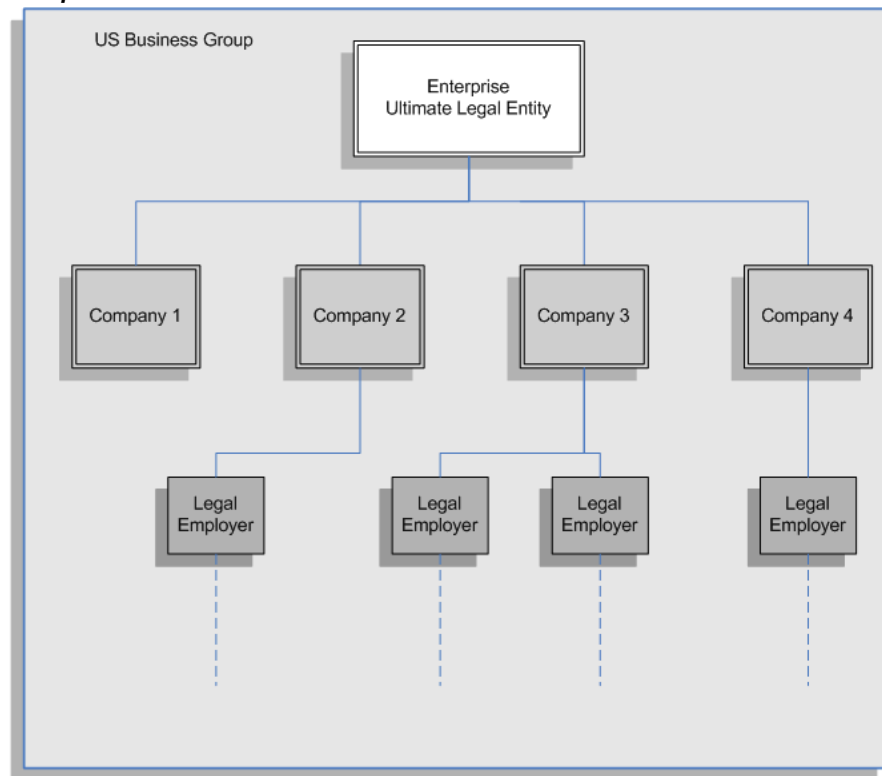 US Business Group
Enterprise
Ultimate Legal Entity
Company 1
Company 2
Company 3
Company 4
Legal
Employer
Legal
Employer
Legal
Employer
Legal
Employer